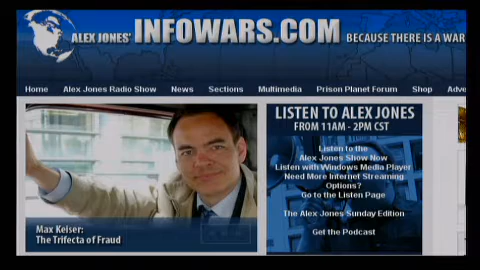 ALEX JONES' INFOWARS.COM BECAUSE THERE IS A WAR
Home Alex Jones Radio Show News Sections Multimedia Prison Planet Forum Shop Adve
LISTEN TO ALEX JONES
FROM 11AM - 2PM CST
Listen to the
Alex Jones Show Now
Listen with Windows Media Player
Need More Internet Streaming
Options?
Go to the Listen Page
The Alex Jones Sunday Edition
Get the Podcast
Max Keiser:
The Trifecta of Fraud